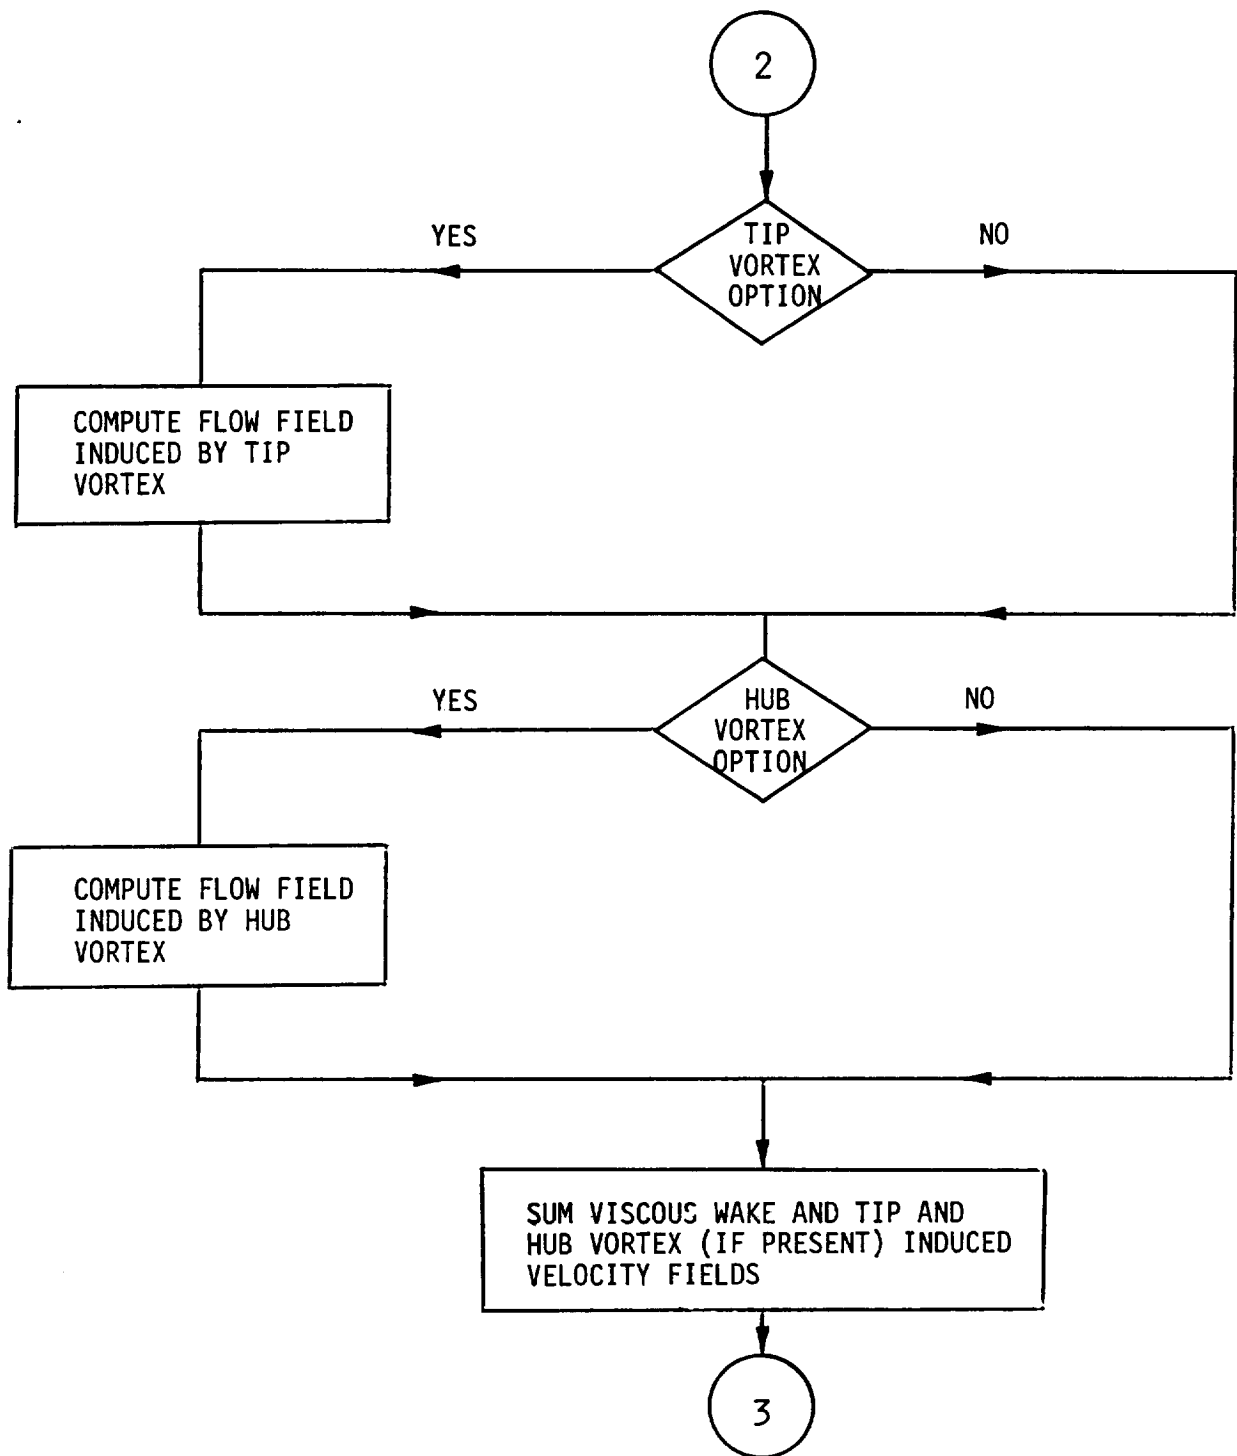 2
YES
TIP
VORTEX
OPTION
NO
COMPUTE FLOW FIELD
INDUCED BY TIP
VORTEX
YES
HUB
VORTEX
OPTION
NO
COMPUTE FLOW FIELD
INDUCED BY HUB
VORTEX
SUM VISCOUS WAKE AND TIP AND
HUB VORTEX (IF PRESENT) INDUCED
VELOCITY FIELDS
3